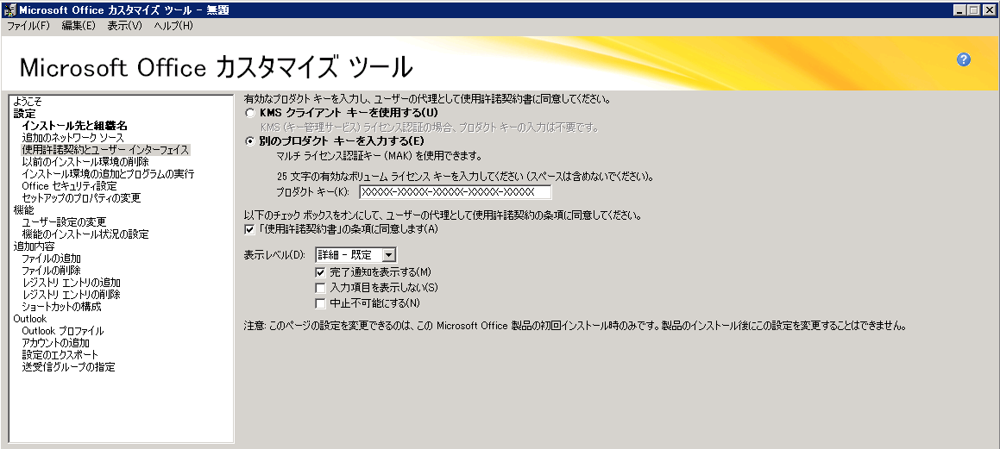 Microsoft Office カスタマイズ ツール - 無題
ファイル(F) 編集(E) 表示(V) ヘルプ(H)
Microsoft Office カスタマイズ ツール
?
ようこそ
設定
インストール先と組織名
追加のネットワーク ソース
使用許諾契約とユーザー インターフェイス
以前のインストール環境の削除
インストール環境の追加とプログラムの実行
Office セキュリティ設定
セットアップのプロパティの変更
機能
ユーザー設定の変更
機能のインストール状況の設定
追加内容
ファイルの追加
ファイルの削除
レジストリ エントリの追加
レジストリ エントリの削除
ショートカットの構成
Outlook
Outlook プロファイル
アカウントの追加
設定のエクスポート
送受信グループの指定
有効なプロダクト キーを入力し、ユーザーの代理として使用許諾契約書に同意してください。
KMS クライアント キーを使用する(U)
KMS (キー管理サービス) ライセンス認証の場合、プロダクト キーの入力は不要です。
別のプロダクト キーを入力する(E)
マルチ ライセンス認証キー (MAK) を使用できます。
25 文字の有効なボリューム ライセンス キーを入力してください (スペースは含めないでください)。
プロダクト キー(K): XXXXX-XXXXX-XXXXX-XXXXX-XXXXX
以下のチェック ボックスをオンにして、ユーザーの代理として使用許諾契約の条項に同意してください。
「使用許諾契約書」の条項に同意します(A)
表示レベル(D): 詳細 - 既定
完了通知を表示する(M)
入力項目を表示しない(S)
中止不可能にする(N)
注意: このページの設定を変更できるのは、この Microsoft Office 製品の初回インストール時のみです。製品のインストール後にこの設定を変更することはできません。